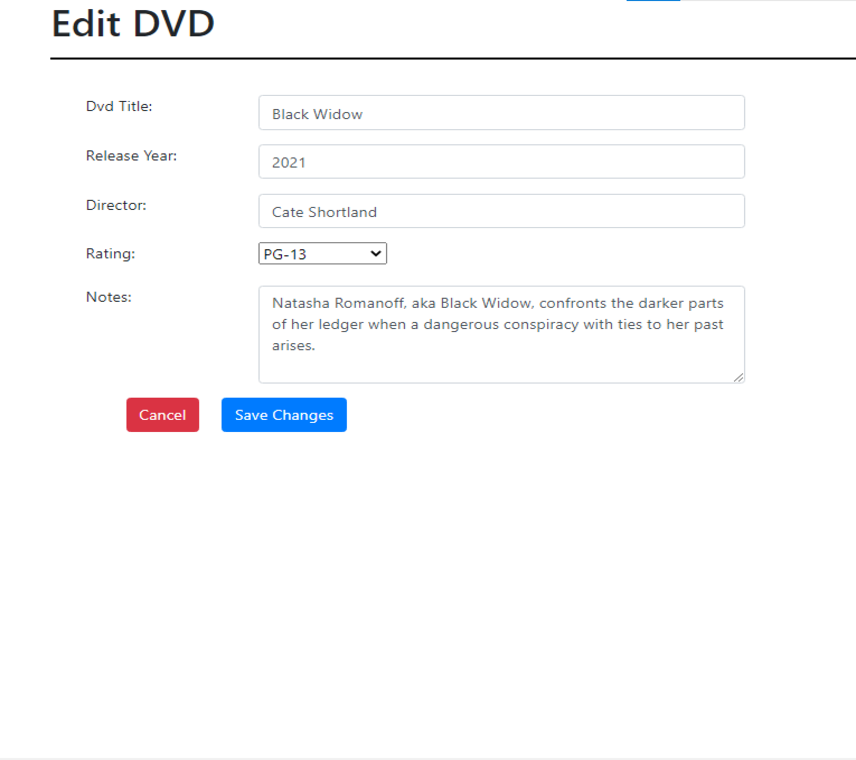 Edit DVD
Dvd Title:
Black Widow
Release Year:
2021
Director:
Cate Shortland
Rating:
PG-13
Notes:
Natasha Romanoff, aka Black Widow, confronts the darker parts
of her ledger when a dangerous conspiracy with ties to her past
arises.
Cancel
Save Changes